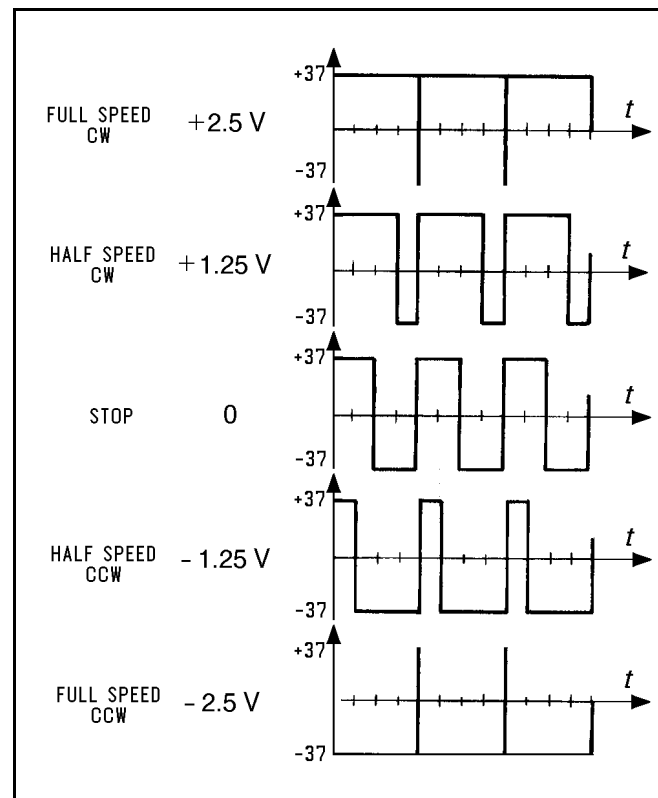 +37
FULL SPEED
CW
+2.5 V
t
-37
+37
HALF SPEED
CW
+1.25 V
t
-37
+37
STOP
0
t
-37
+37
HALF SPEED
CCW
- 1.25 V
t
-37
+37
FULL SPEED
CCW
- 2.5 V
t
-37